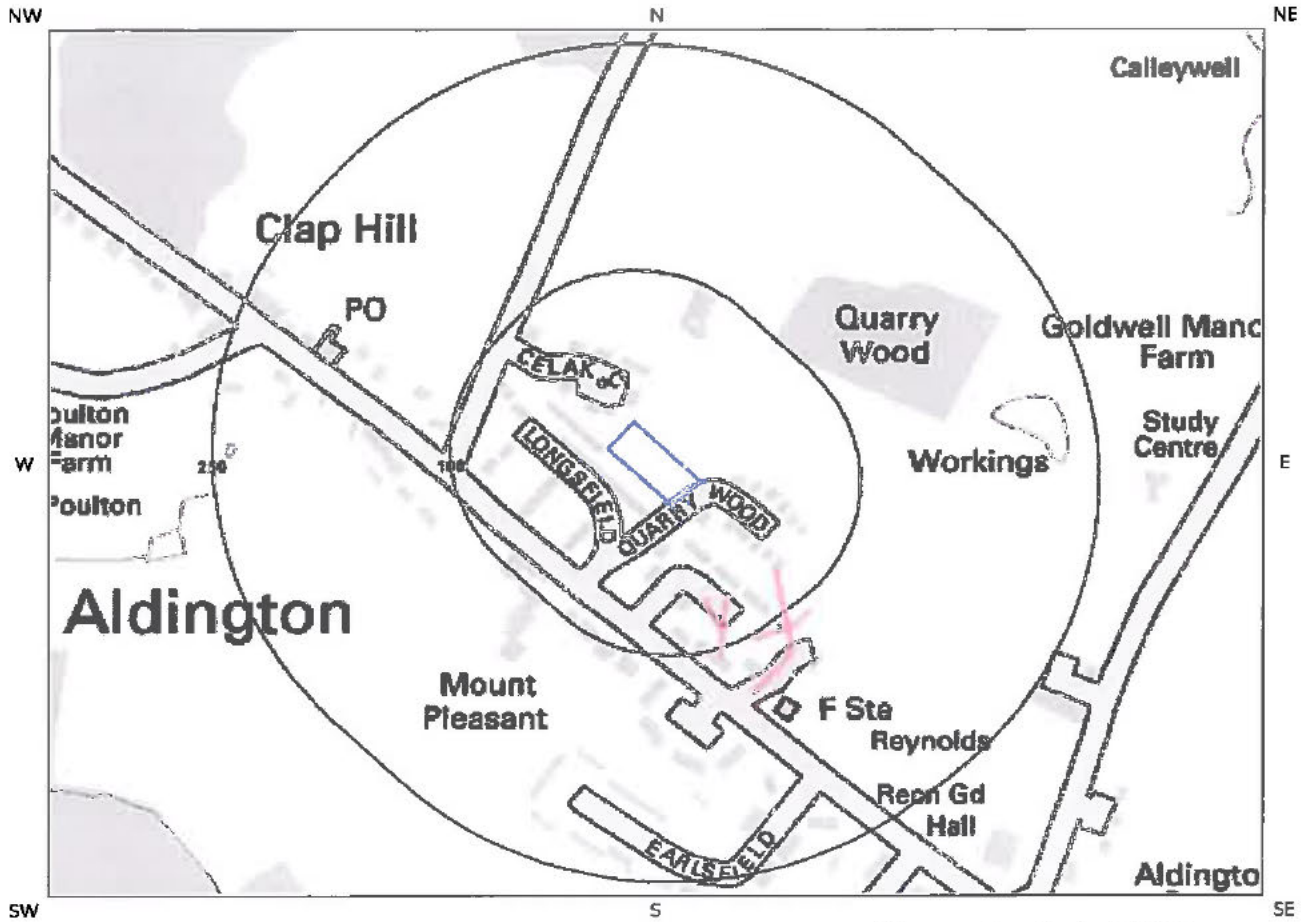 NW
N
NE
Calleywell
Clap Hill
PO
Quarry
Wood
Goldwell Mano
Farm
CELAK
LONGSFIELD
QUARRY WOOD
Study
Centre
Workings
oulton
Manor
Farm
W
250
100
E
Poulton
Aldington
Mount
Pleasant
F Sta
Reynolds
Recn Gd
Hall
EARLSFIELD
Aldingto
SW
S
SE